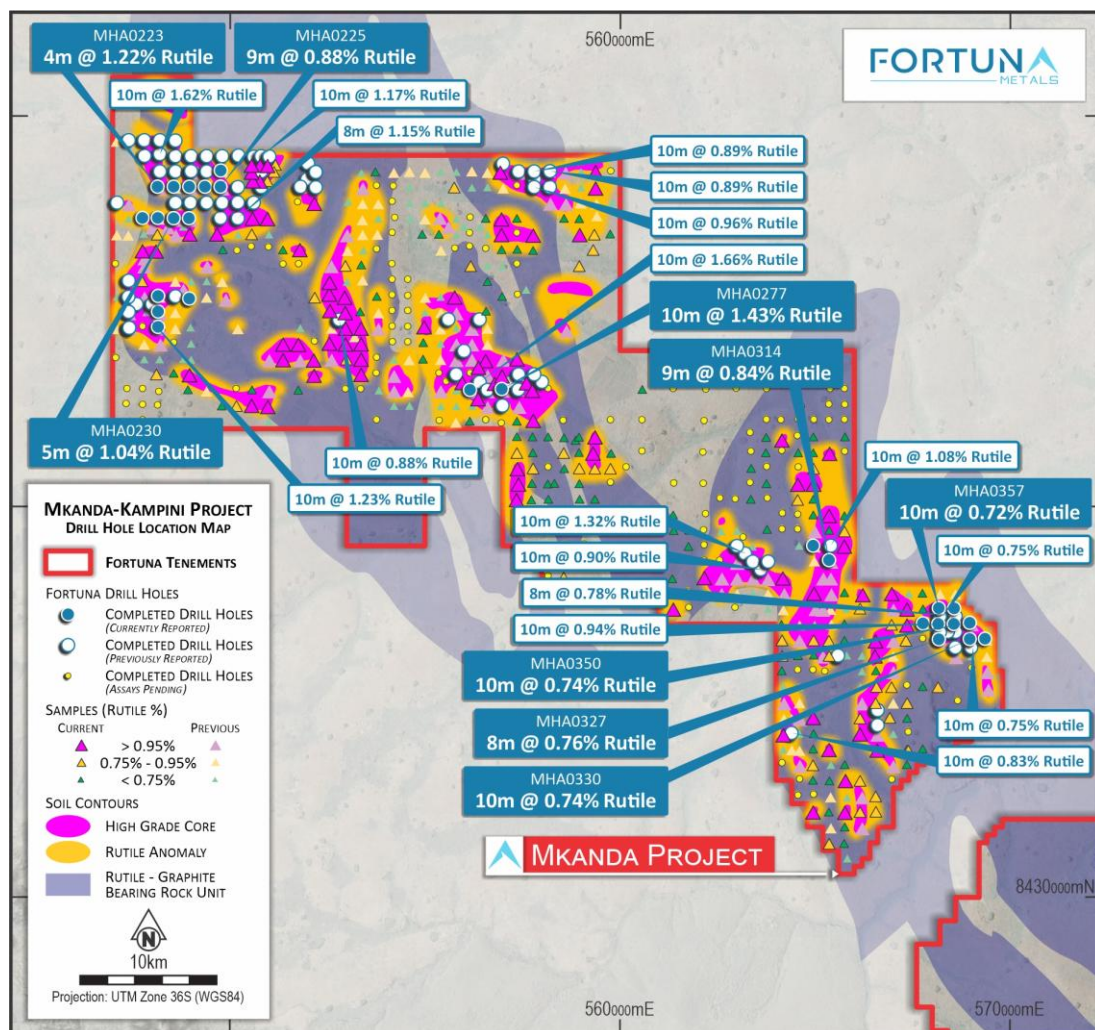 MHA0223
4m @ 1.22% Rutile
MHA0225
9m @ 0.88% Rutile
560000mE
FORTUNA
METALS
10m @ 1.62% Rutile
10m @ 1.17% Rutile
8m @ 1.15% Rutile
10m @ 0.89% Rutile
10m @ 0.89% Rutile
10m @ 0.96% Rutile
10m @ 1.66% Rutile
MHA0277
10m @ 1.43% Rutile
MHA0314
9m @ 0.84% Rutile
MHA0230
5m @ 1.04% Rutile
10m @ 0.88% Rutile
10m @ 1.23% Rutile
10m @ 1.08% Rutile
MHA0357
10m @ 0.72% Rutile
10m @ 1.32% Rutile
10m @ 0.90% Rutile
8m @ 0.78% Rutile
10m @ 0.94% Rutile
10m @ 0.75% Rutile
MHA0350
10m @ 0.74% Rutile
MHA0327
8m @ 0.76% Rutile
MHA0330
10m @ 0.74% Rutile
10m @ 0.75% Rutile
10m @ 0.83% Rutile
MKANDA PROJECT
8430000mN
MKANDA-KAMPINI PROJECT
DRILL HOLE LOCATION MAP
FORTUNA TENEMENTS
FORTUNA DRILL HOLES
COMPLETED DRILL HOLES
(CURRENTLY REPORTED)
COMPLETED DRILL HOLES
(PREVIOUSLY REPORTED)
COMPLETED DRILL HOLES
(ASSAYS PENDING)
SAMPLES (RUTILE %)
CURRENT PREVIOUS
> 0.95%
0.75% - 0.95%
< 0.75%
SOIL CONTOURS
HIGH GRADE CORE
RUTILE ANOMALY
RUTILE - GRAPHITE
BEARING ROCK UNIT
N
10km
Projection: UTM Zone 36S (WGS84)
560000mE
570000mE